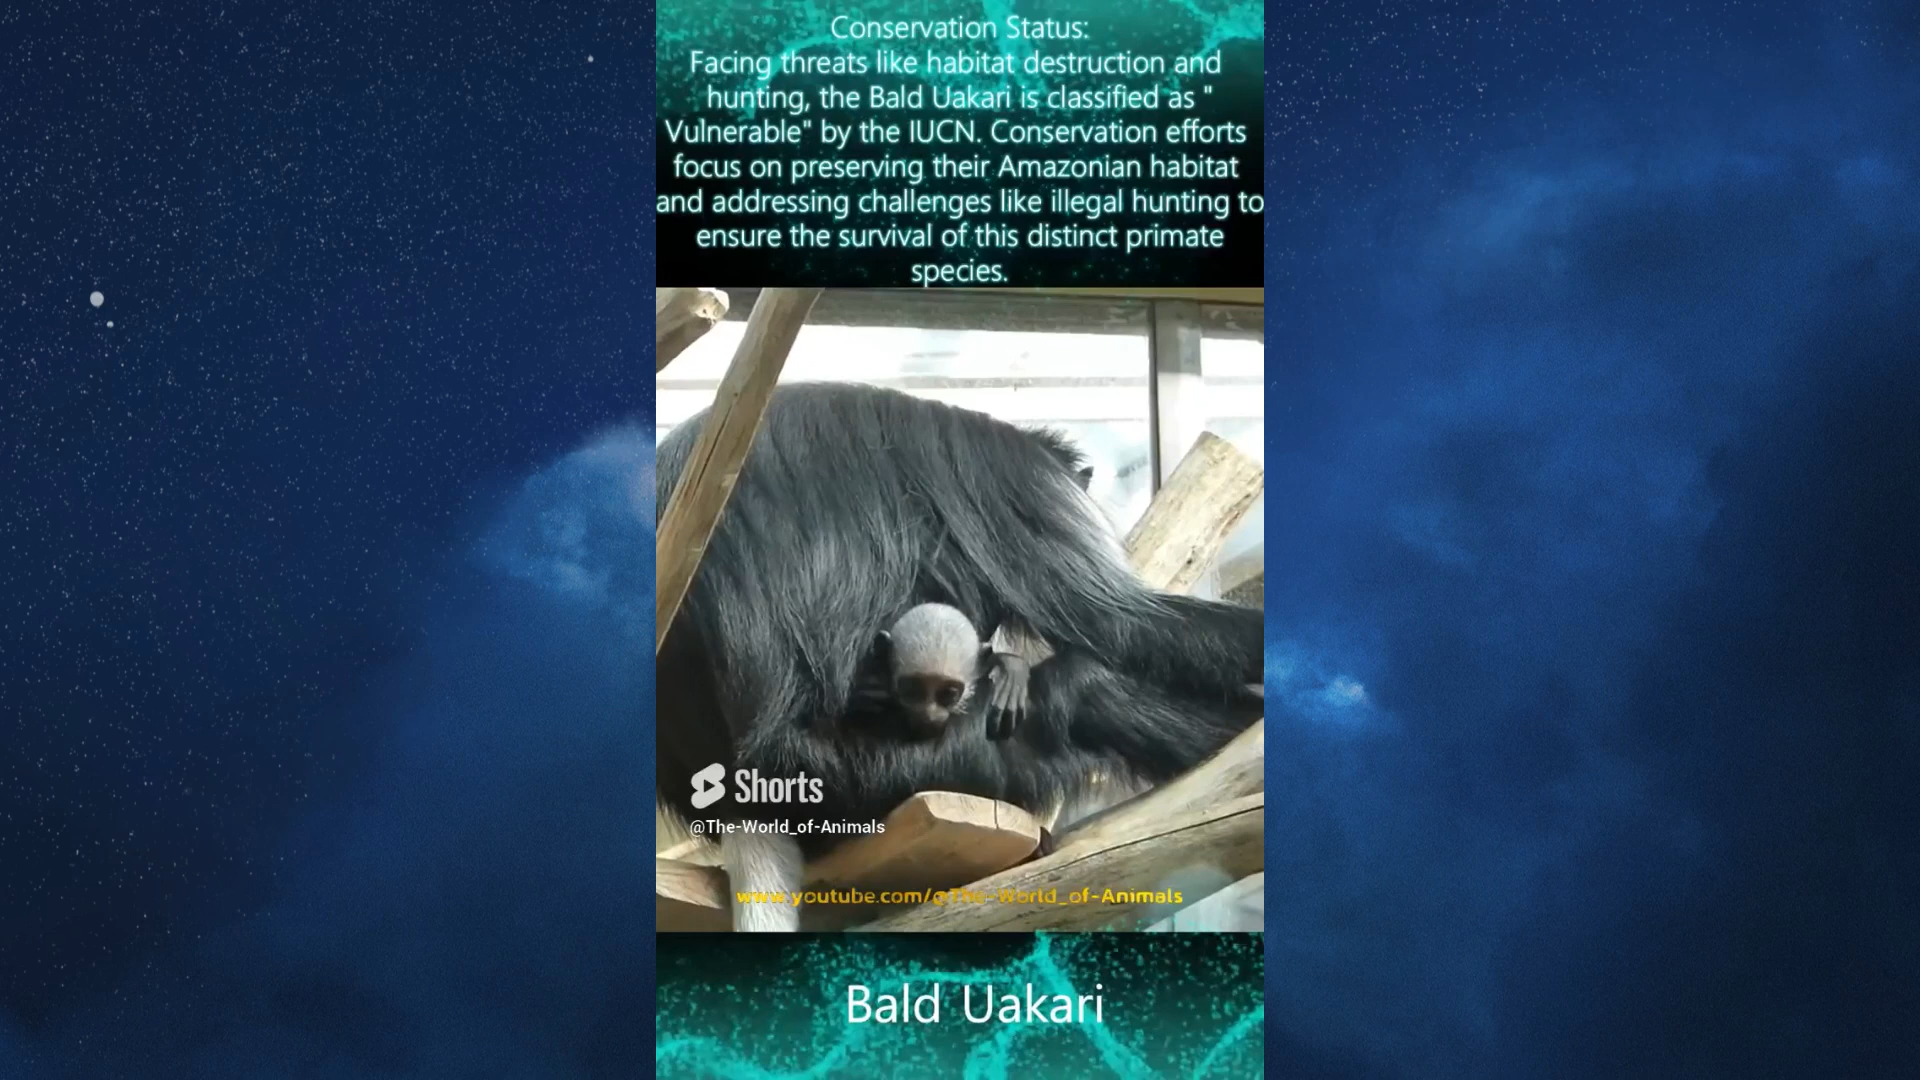 Conservation Status:
Facing threats like habitat destruction and
hunting, the Bald Uakari is classified as "
Vulnerable" by the IUCN. Conservation efforts
focus on preserving their Amazonian habitat
and addressing challenges like illegal hunting to
ensure the survival of this distinct primate
species.
Shorts
@The-World_of-Animals
www.youtube.com/@The-World_of-Animals
Bald Uakari